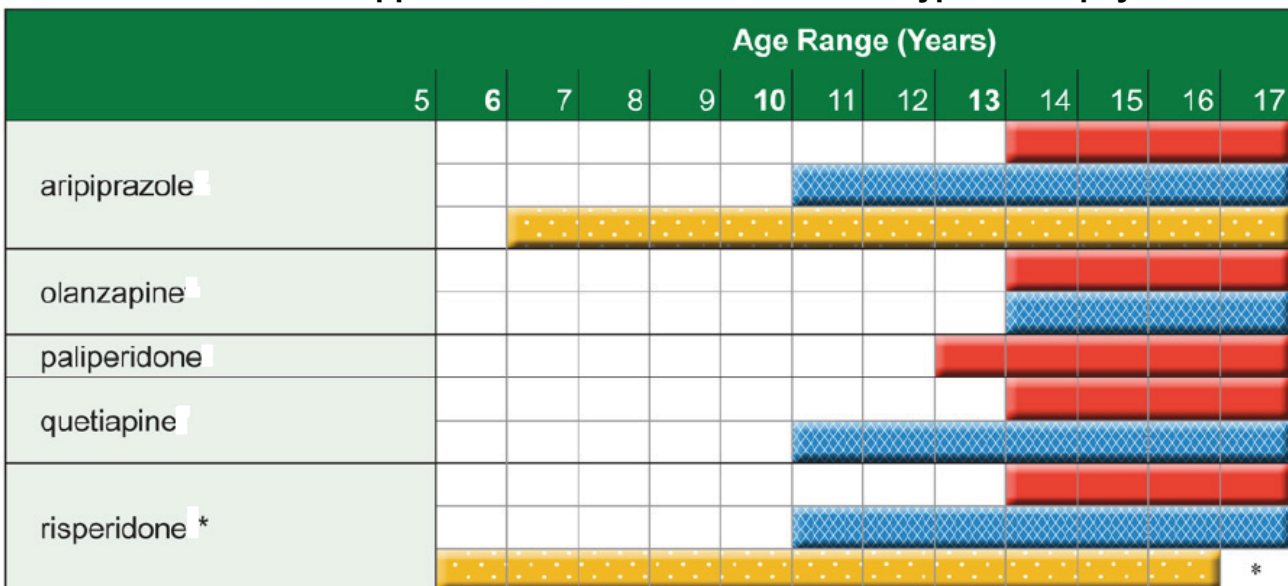 Age Range (Years)
5 6 7 8 9 10 11 12 13 14 15 16 17
aripiprazole
olanzapine
paliperidone
quetiapine
risperidone *
*